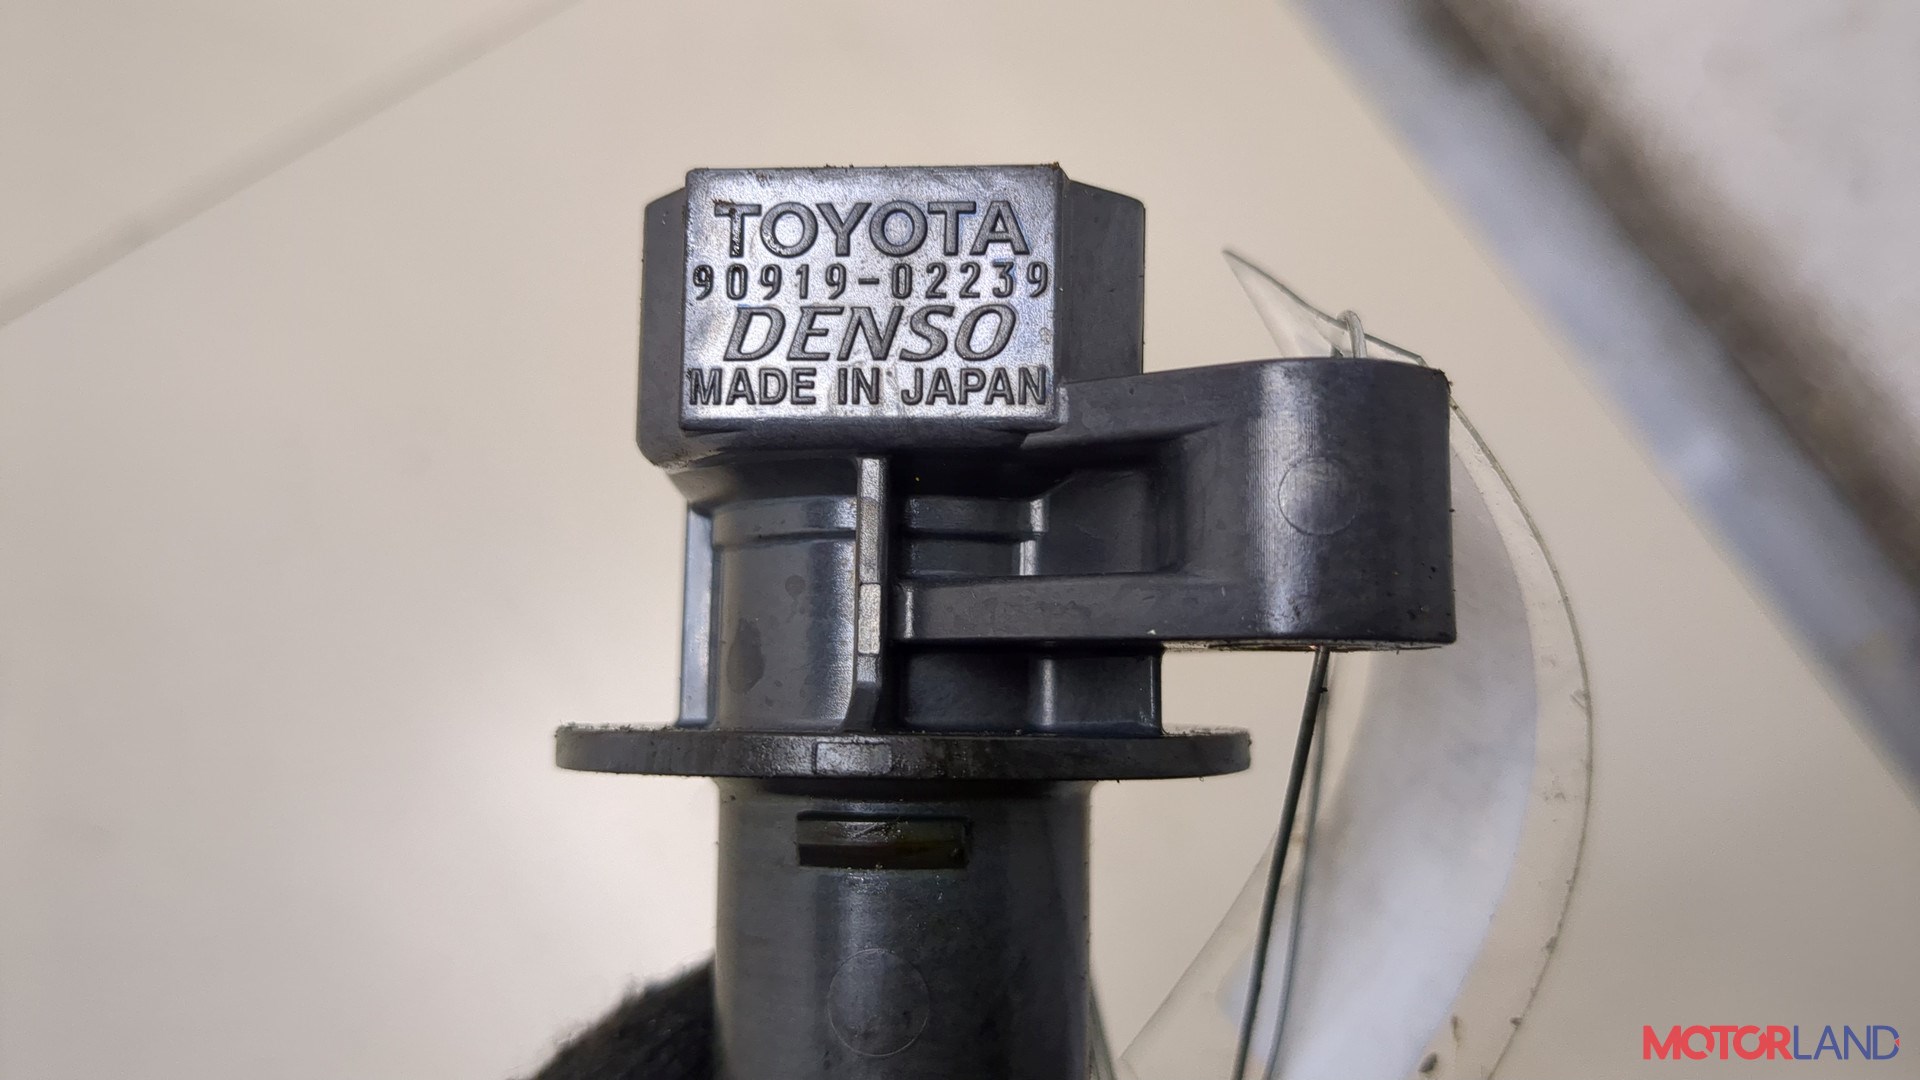 TOYOTA
90919-02239
DENSO
MADE IN JAPAN
MOTORLAND